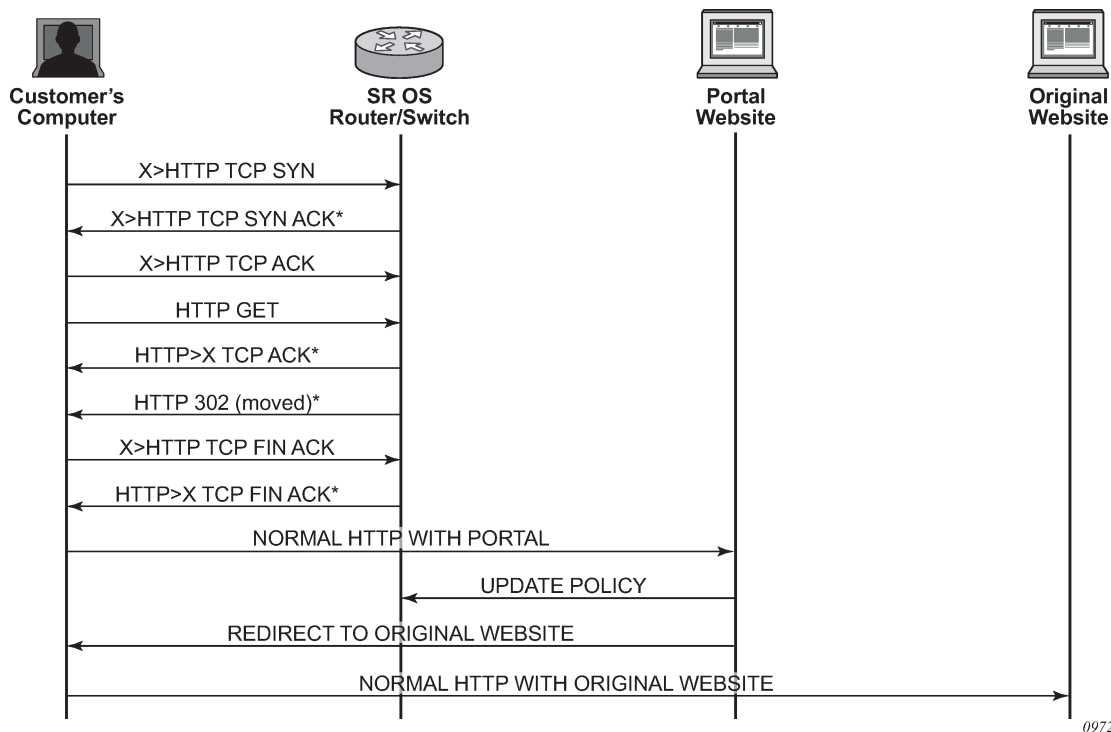 Customer's
Computer
SR OS
Router/Switch
Portal
Website
Original
Website
X>HTTP TCP SYN
X>HTTP TCP SYN ACK*
X>HTTP TCP ACK
HTTP GET
HTTP>X TCP ACK*
HTTP 302 (moved)*
X>HTTP TCP FIN ACK
HTTP>X TCP FIN ACK*
NORMAL HTTP WITH PORTAL
UPDATE POLICY
REDIRECT TO ORIGINAL WEBSITE
NORMAL HTTP WITH ORIGINAL WEBSITE
0972